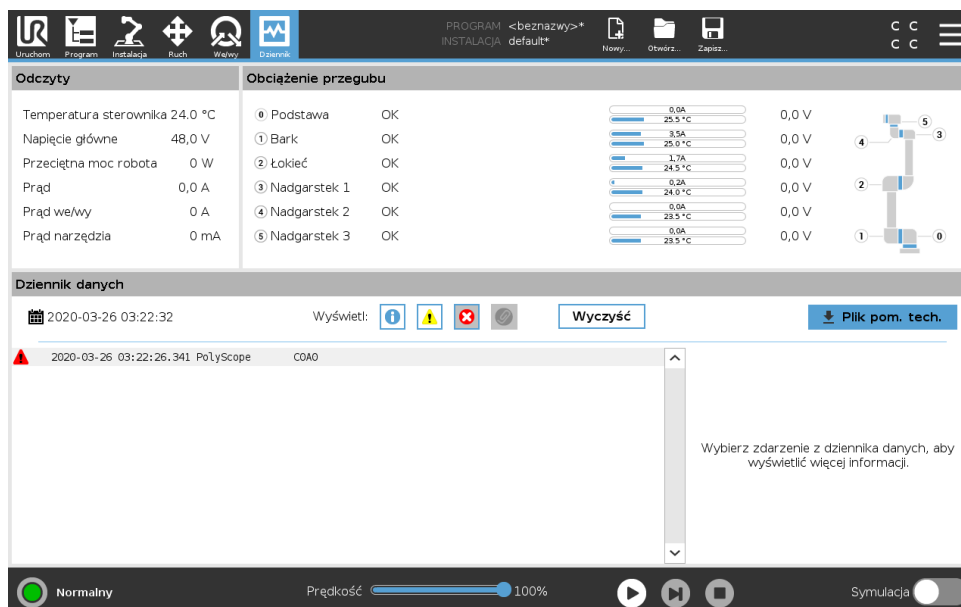 UR
PROGRAM <beznazwy>*
INSTALACJA default*
C C
C C
Uruchom Program Instalacja Ruch We/wy Dziennik Nowy... Otwórz... Zapisz...
Odczyty Obciążenie przegubu
Temperatura sterownika 24.0 °C
Napięcie główne 48,0 V
Przeciętna moc robota 0 W
Prąd 0,0 A
Prąd we/wy 0 A
Prąd narzędzia 0 mA
0 Podstawa OK 0,0A 25.5 °C 0,0 V
1 Bark OK 3,5A 25.0 °C 0,0 V
2 Łokieć OK 1,7A 24.5 °C 0,0 V
3 Nadgarstek 1 OK 0,2A 24.0 °C 0,0 V
4 Nadgarstek 2 OK 0,0A 23.5 °C 0,0 V
5 Nadgarstek 3 OK 0,0A 23.5 °C 0,0 V
5
4 3
2
1 0
Dziennik danych
2020-03-26 03:22:32 Wyświetl: Wyczyść Plik pom. tech.
2020-03-26 03:22:26.341 PolyScope C0A0
Wybierz zdarzenie z dziennika danych, aby
wyświetlić więcej informacji.
Normalny Prędkość 100% Symulacja